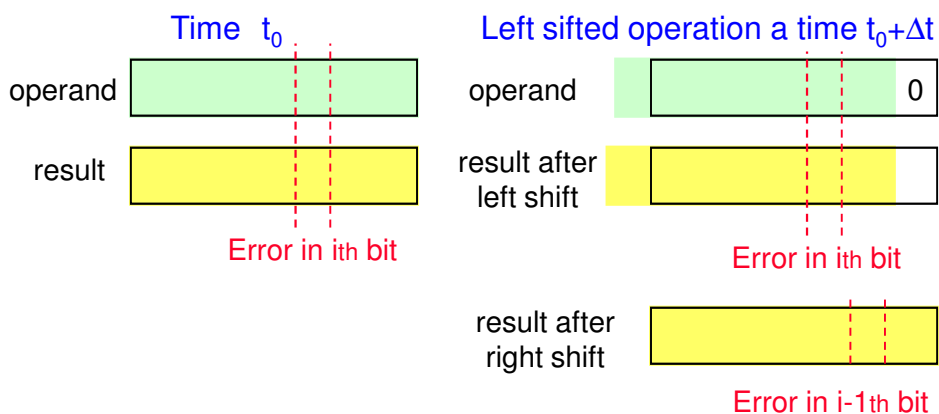 Time t0
operand
result
Error in ith bit
Left sifted operation a time t0+Δt
operand
0
result after
left shift
Error in ith bit
result after
right shift
Error in i-1th bit